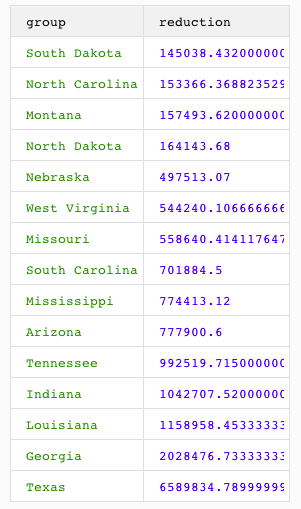 group reduction
South Dakota 145038.432000000
North Carolina 153366.368823529
Montana 157493.620000000
North Dakota 164143.68
Nebraska 497513.07
West Virginia 544240.106666666
Missouri 558640.414117647
South Carolina 701884.5
Mississippi 774413.12
Arizona 777900.6
Tennessee 992519.715000000
Indiana 1042707.52000000
Louisiana 1158958.45333333
Georgia 2028476.73333333
Texas 6589834.78999999